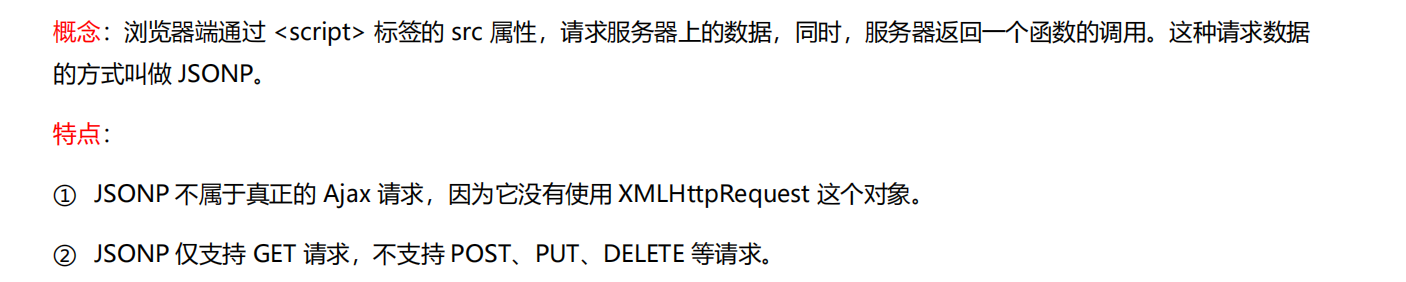 概念：浏览器端通过 <script> 标签的 src 属性，请求服务器上的数据，同时，服务器返回一个函数的调用。这种请求数据
的方式叫做 JSONP。
特点：
① JSONP 不属于真正的 Ajax 请求，因为它没有使用 XMLHttpRequest 这个对象。
② JSONP 仅支持 GET 请求，不支持 POST、PUT、DELETE 等请求。